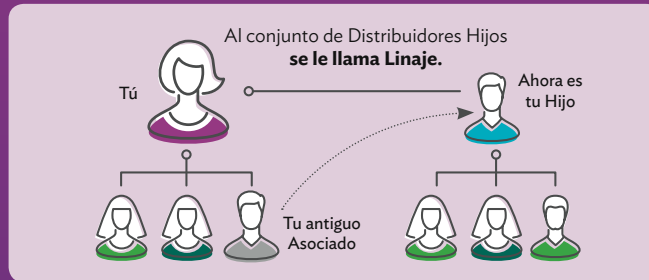 Al conjunto de Distribuidores Hijos
se le llama Linaje.
Tú
Ahora es
tu Hijo
Tu antiguo
Asociado